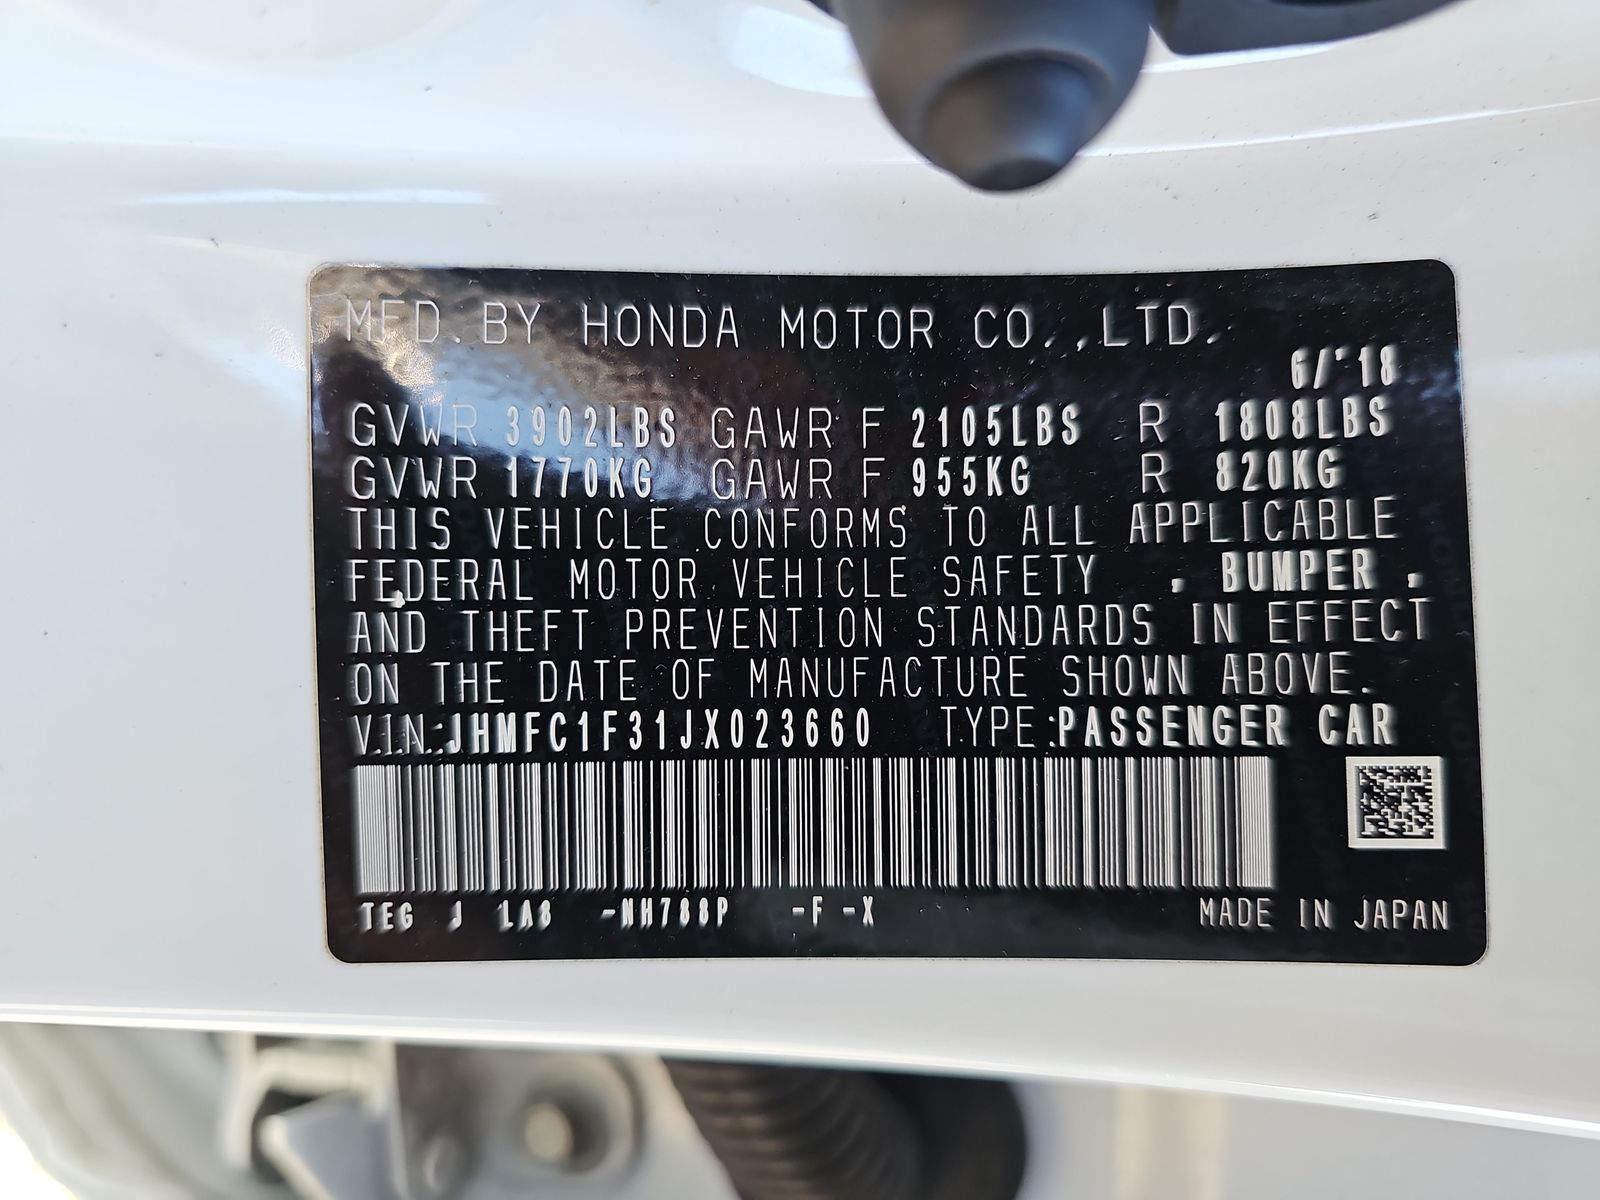 MFD. BY HONDA MOTOR CO.,LTD.
6/'18
GVWR 3902LBS GAWR F 2105LBS R 1808LBS
GVWR 1770KG GAWR F 955KG R 820KG
THIS VEHICLE CONFORMS TO ALL APPLICABLE
FEDERAL MOTOR VEHICLE SAFETY , BUMPER ,
AND THEFT PREVENTION STANDARDS IN EFFECT
ON THE DATE OF MANUFACTURE SHOWN ABOVE.
V.I.N.:JHMFC1F31JX023660 TYPE:PASSENGER CAR
TEG J LA8 -NH788P -F -X MADE IN JAPAN